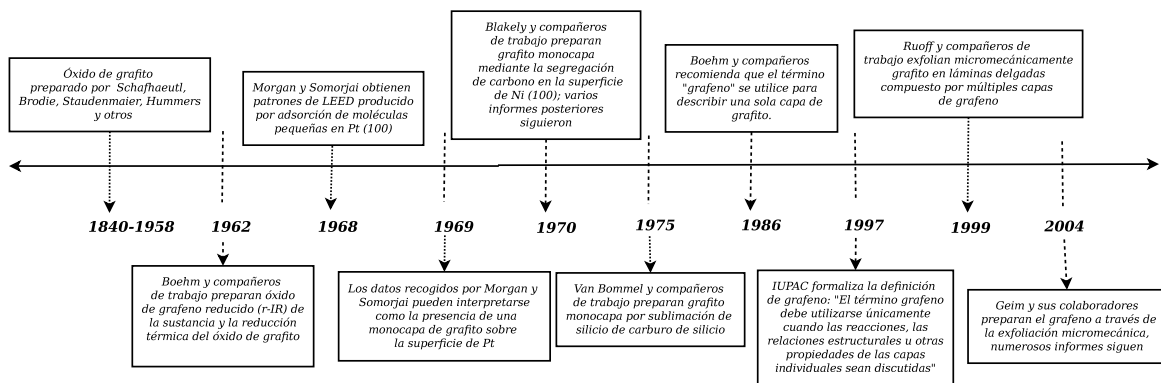 Óxido de grafito
preparado por Schafhaeutl,
Brodie, Staudenmaier, Hummers
y otros
Morgan y Somorjai obtienen
patrones de LEED producido
por adsorción de moléculas
pequeñas en Pt (100)
Blakely y compañeros
de trabajo preparan
grafito monocapa
mediante la segregación
de carbono en la superficie
de Ni (100); varios
informes posteriores
siguieron
Boehm y compañeros
recomienda que el término
"grafeno" se utilice para
describir una sola capa de
grafito.
Ruoff y compañeros de
trabajo exfolian micromecánicamente
grafito en láminas delgadas
compuesto por múltiples capas
de grafeno
1840-1958
1962
1968
1969
1970
1975
1986
1997
1999
2004
Boehm y compañeros
de trabajo preparan óxido
de grafeno reducido (r-IR) de
la sustancia y la reducción
térmica del óxido de grafito
Los datos recogidos por Morgan y
Somorjai pueden interpretarse
como la presencia de una
monocapa de grafito sobre
la superficie de Pt
Van Bommel y compañeros
de trabajo preparan grafito
monocapa por sublimación de
silicio de carburo de silicio
IUPAC formaliza la definición
de grafeno: "El término grafeno
debe utilizarse únicamente
cuando las reacciones, las
relaciones estructurales u otras
propiedades de las capas
individuales sean discutidas"
Geim y sus colaboradores
preparan el grafeno a través de
la exfoliación micromecánica,
numerosos informes siguen